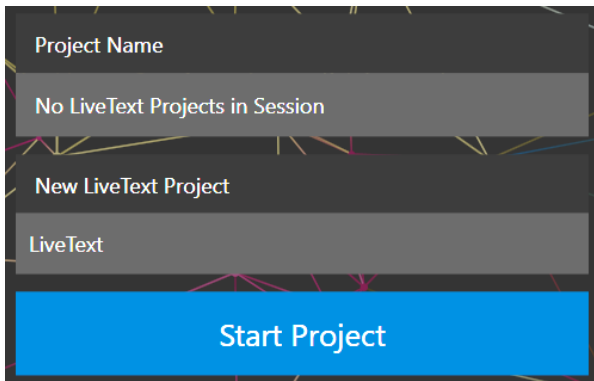 Project Name
No LiveText Projects in Session
New LiveText Project
LiveText
Start Project